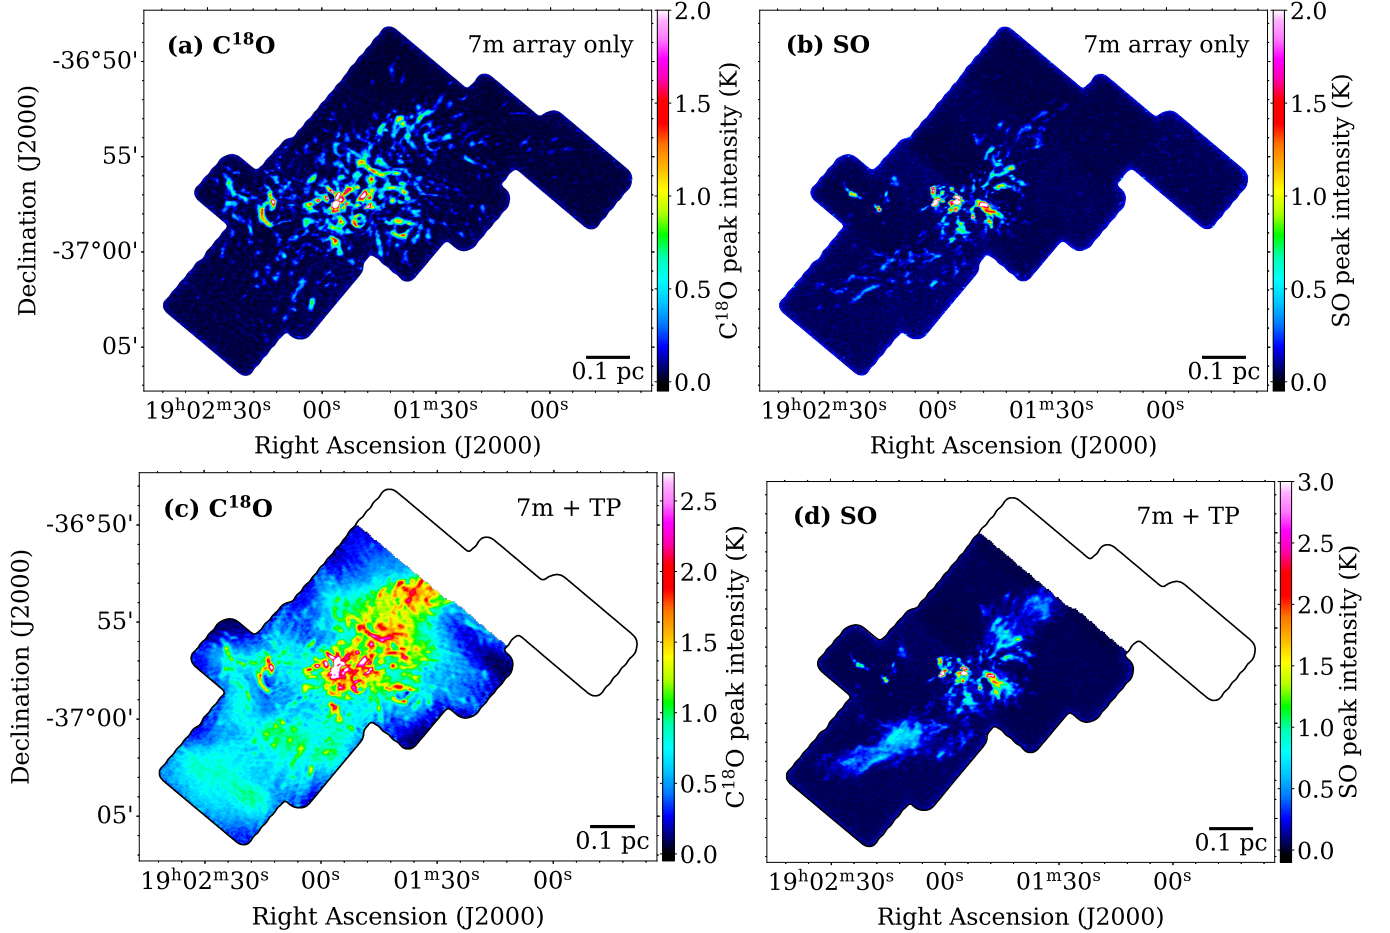 (a) C¹⁸O
7m array only
-36°50'
55'
-37°00'
05'
Declination (J2000)
0.1 pc
19ʰ02ᵐ30ˢ
00ˢ
01ᵐ30ˢ
00ˢ
Right Ascension (J2000)
2.0
1.5
1.0
0.5
0.0
C¹⁸O peak intensity (K)
(b) SO
7m array only
0.1 pc
19ʰ02ᵐ30ˢ
00ˢ
01ᵐ30ˢ
00ˢ
Right Ascension (J2000)
2.0
1.5
1.0
0.5
0.0
SO peak intensity (K)
(c) C¹⁸O
7m + TP
-36°50'
55'
-37°00'
05'
Declination (J2000)
0.1 pc
19ʰ02ᵐ30ˢ
00ˢ
01ᵐ30ˢ
00ˢ
Right Ascension (J2000)
2.5
2.0
1.5
1.0
0.5
0.0
C¹⁸O peak intensity (K)
(d) SO
7m + TP
0.1 pc
19ʰ02ᵐ30ˢ
00ˢ
01ᵐ30ˢ
00ˢ
Right Ascension (J2000)
3.0
2.5
2.0
1.5
1.0
0.5
0.0
SO peak intensity (K)